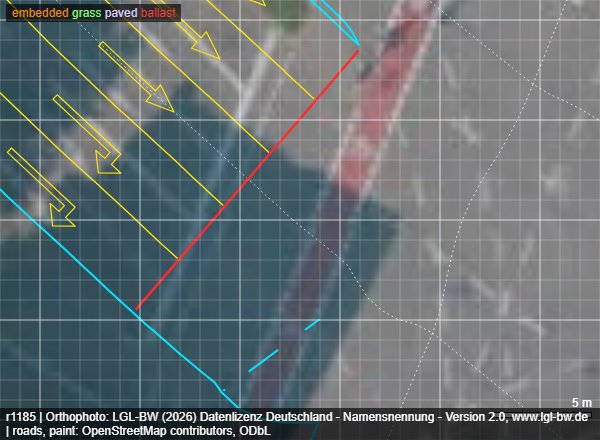 embedded grass paved ballast
5 m
r1185 | Orthophoto: LGL-BW (2026) Datenlizenz Deutschland - Namensnennung - Version 2.0, www.lgl-bw.de
| roads, paint: OpenStreetMap contributors, ODbL